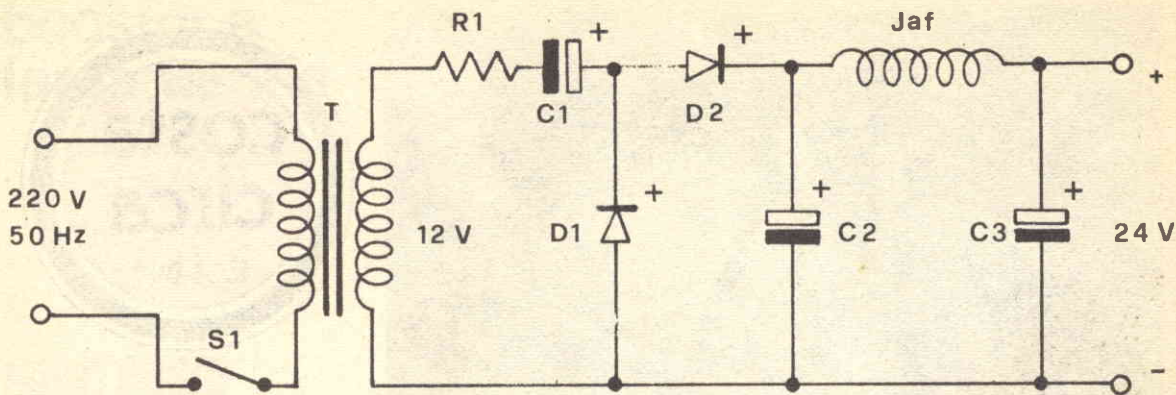 R1
Jaf
+
+
+
T
C1
D2
220 V
50 Hz
12 V
D1
+
+
C2
+
C3
24 V
S1
-